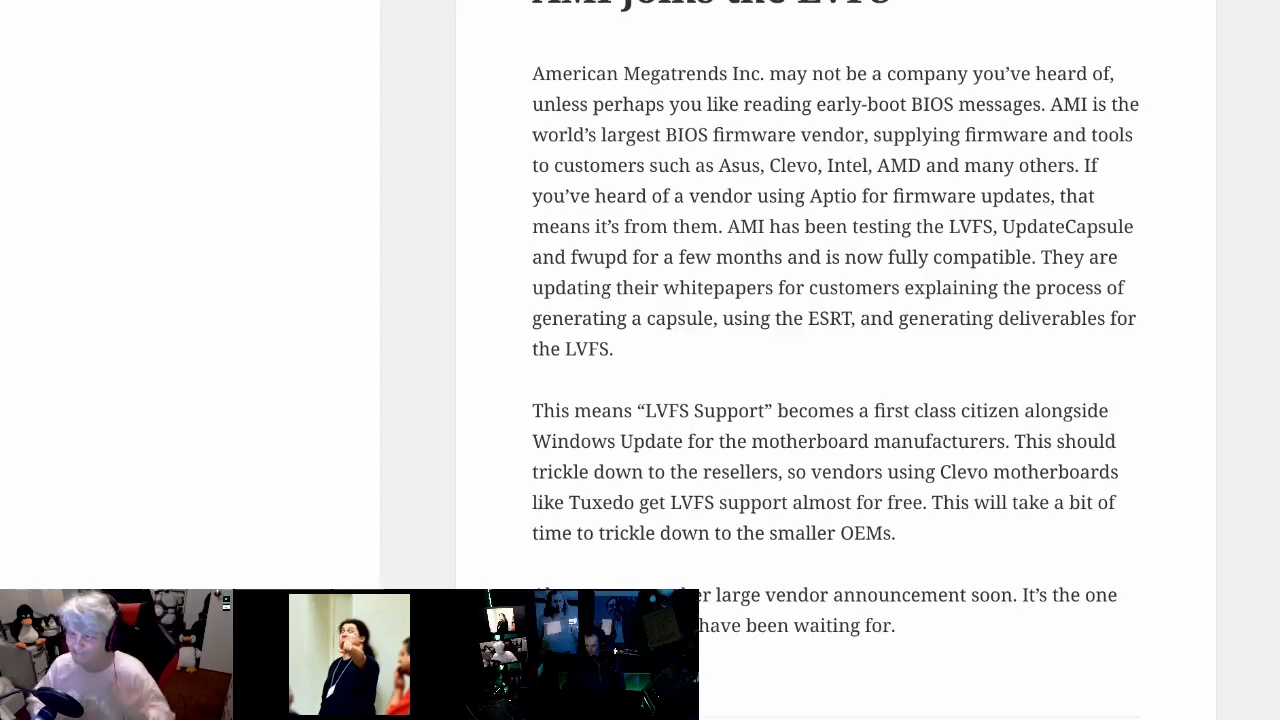 AMI joins the LVFS
American Megatrends Inc. may not be a company you’ve heard of,
unless perhaps you like reading early-boot BIOS messages. AMI is the
world’s largest BIOS firmware vendor, supplying firmware and tools
to customers such as Asus, Clevo, Intel, AMD and many others. If
you’ve heard of a vendor using Aptio for firmware updates, that
means it’s from them. AMI has been testing the LVFS, UpdateCapsule
and fwupd for a few months and is now fully compatible. They are
updating their whitepapers for customers explaining the process of
generating a capsule, using the ESRT, and generating deliverables for
the LVFS.
This means “LVFS Support” becomes a first class citizen alongside
Windows Update for the motherboard manufacturers. This should
trickle down to the resellers, so vendors using Clevo motherboards
like Tuxedo get LVFS support almost for free. This will take a bit of
time to trickle down to the smaller OEMs.
large vendor announcement soon. It’s the one
have been waiting for.